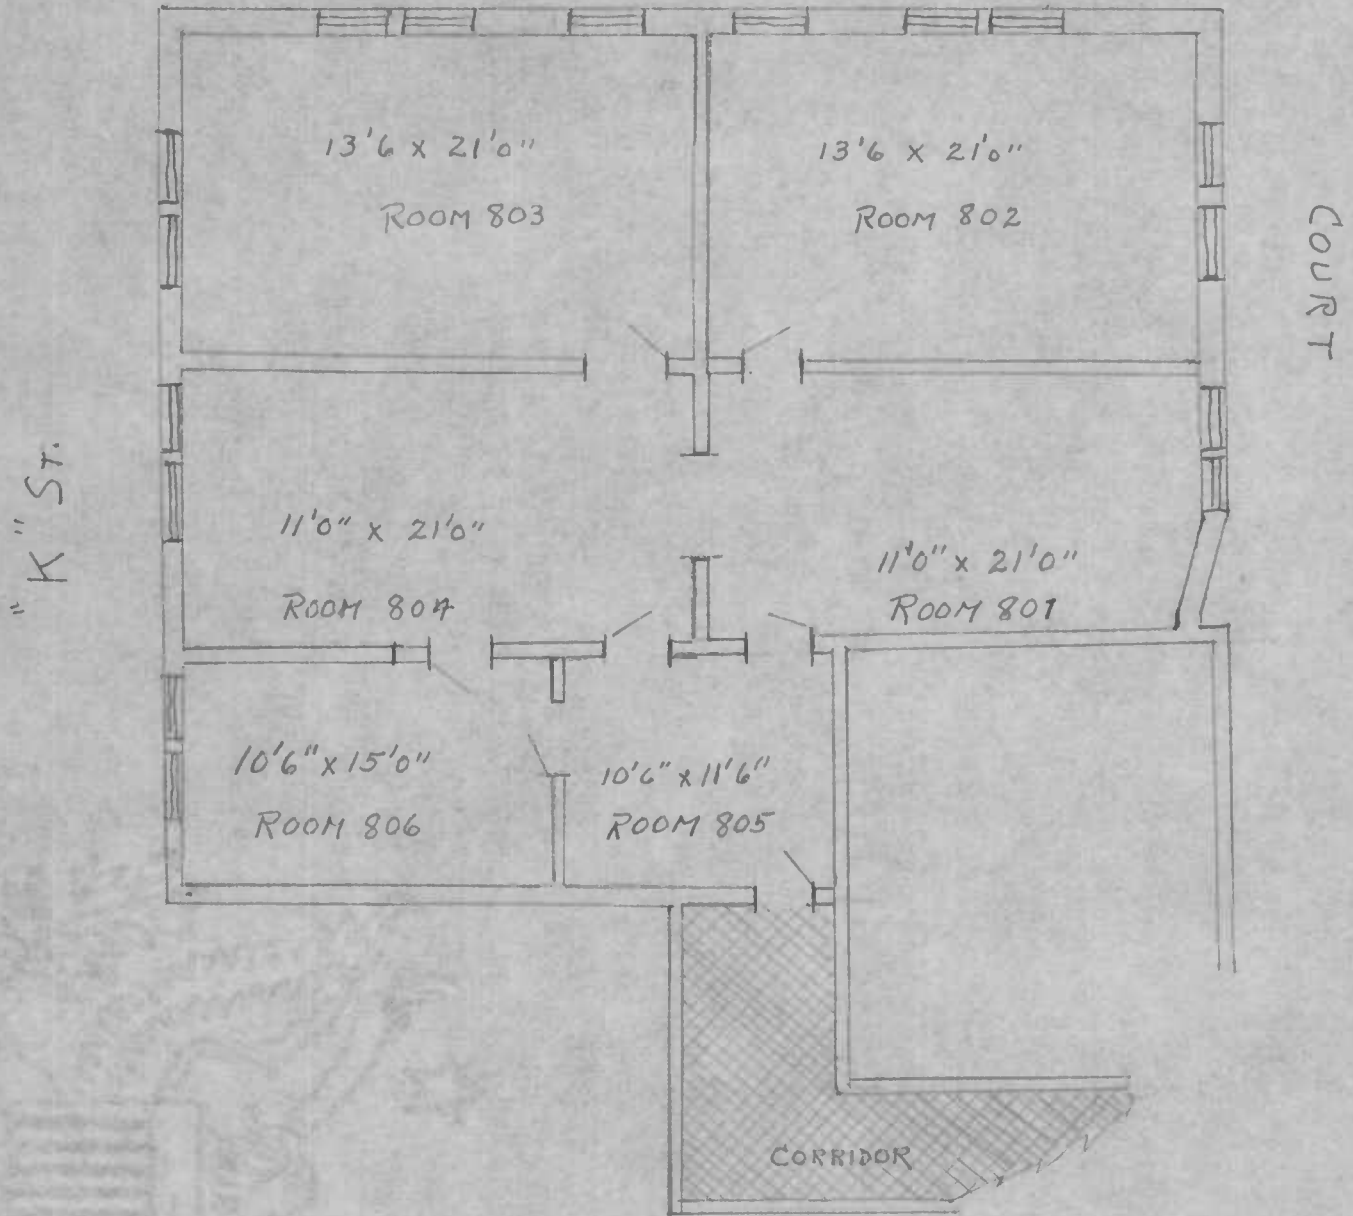 13'6 x 21'0"
ROOM 803
13'6 x 21'0"
ROOM 802
COURT
"K" St.
11'0" x 21'0"
ROOM 804
11'0" x 21'0"
ROOM 801
10'6" x 15'0"
ROOM 806
10'6" x 11'6"
ROOM 805
CORRIDOR